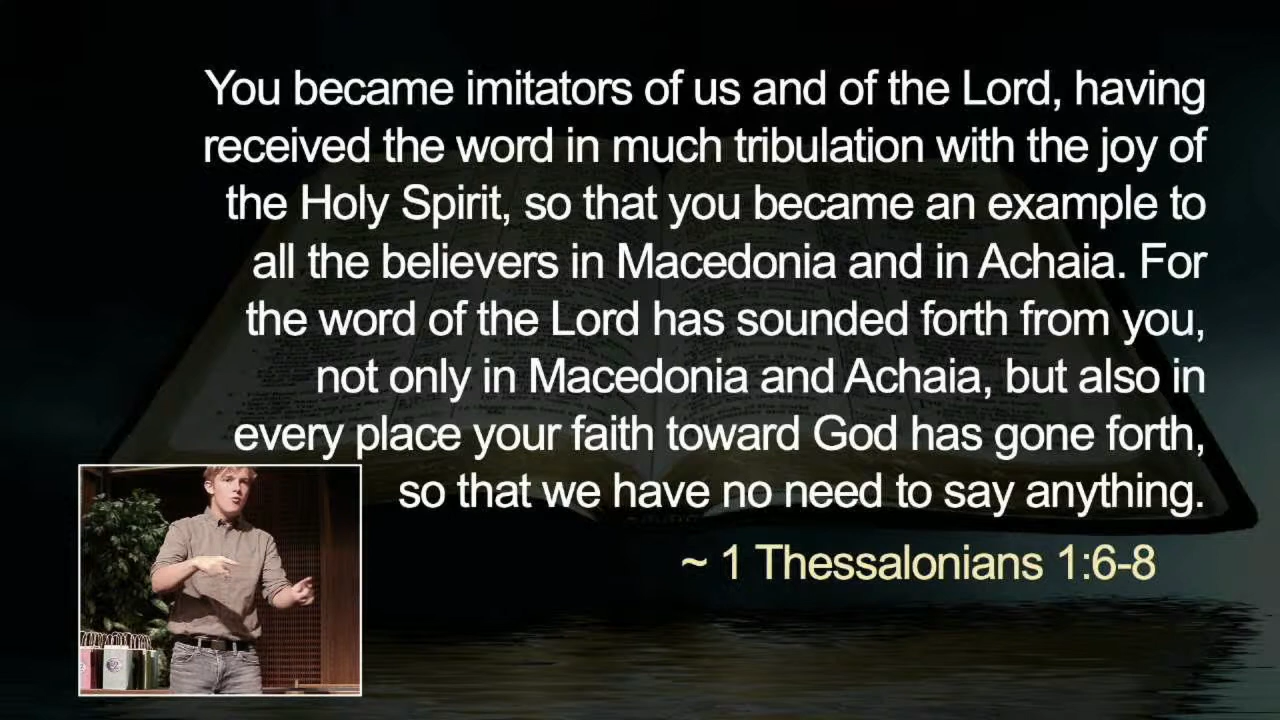 You became imitators of us and of the Lord, having
received the word in much tribulation with the joy of
the Holy Spirit, so that you became an example to
all the believers in Macedonia and in Achaia. For
the word of the Lord has sounded forth from you,
not only in Macedonia and Achaia, but also in
every place your faith toward God has gone forth,
so that we have no need to say anything.
~ 1 Thessalonians 1:6-8